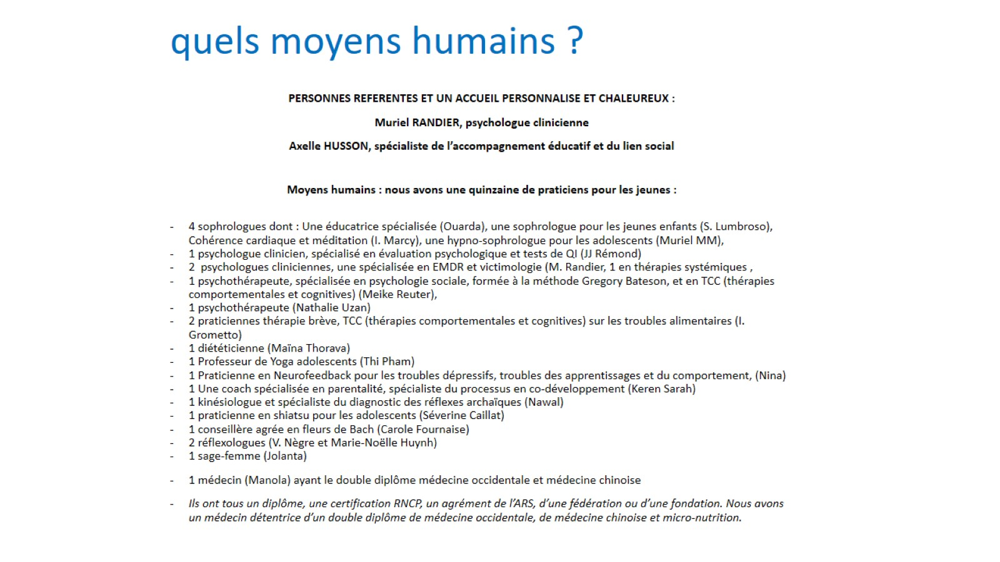 quels moyens humains ?
PERSONNES REFERENTES ET UN ACCUEIL PERSONNALISE ET CHALEUREUX :
Muriel RANDIER, psychologue clinicienne
Axelle HUSSON, spécialiste de l’accompagnement éducatif et du lien social
Moyens humains : nous avons une quinzaine de praticiens pour les jeunes :
- 4 sophrologues dont : Une éducatrice spécialisée (Ouarda), une sophrologue pour les jeunes enfants (S. Lumbroso),
Cohérence cardiaque et méditation (I. Marcy), une hypno-sophrologue pour les adolescents (Muriel MM),
- 1 psychologue clinicien, spécialisé en évaluation psychologique et tests de QI (JJ Rémond)
- 2  psychologues cliniciennes, une spécialisée en EMDR et victimologie (M. Randier, 1 en thérapies systémiques ,
- 1 psychothérapeute, spécialisée en psychologie sociale, formée à la méthode Gregory Bateson, et en TCC (thérapies
comportementales et cognitives) (Meike Reuter),
- 1 psychothérapeute (Nathalie Uzan)
- 2 praticiennes thérapie brève, TCC (thérapies comportementales et cognitives) sur les troubles alimentaires (I.
Grometto)
- 1 diététicienne (Maïna Thorava)
- 1 Professeur de Yoga adolescents (Thi Pham)
- 1 Praticienne en Neurofeedback pour les troubles dépressifs, troubles des apprentissages et du comportement, (Nina)
- 1 Une coach spécialisée en parentalité, spécialiste du processus en co-développement (Keren Sarah)
- 1 kinésiologue et spécialiste du diagnostic des réflexes archaïques (Nawal)
- 1 praticienne en shiatsu pour les adolescents (Séverine Caillat)
- 1 conseillère agrée en fleurs de Bach (Carole Fournaise)
- 2 réflexologues (V. Nègre et Marie-Noëlle Huynh)
- 1 sage-femme (Jolanta)
- 1 médecin (Manola) ayant le double diplôme médecine occidentale et médecine chinoise
- Ils ont tous un diplôme, une certification RNCP, un agrément de l’ARS, d’une fédération ou d’une fondation. Nous avons
un médecin détentrice d’un double diplôme de médecine occidentale, de médecine chinoise et micro-nutrition.